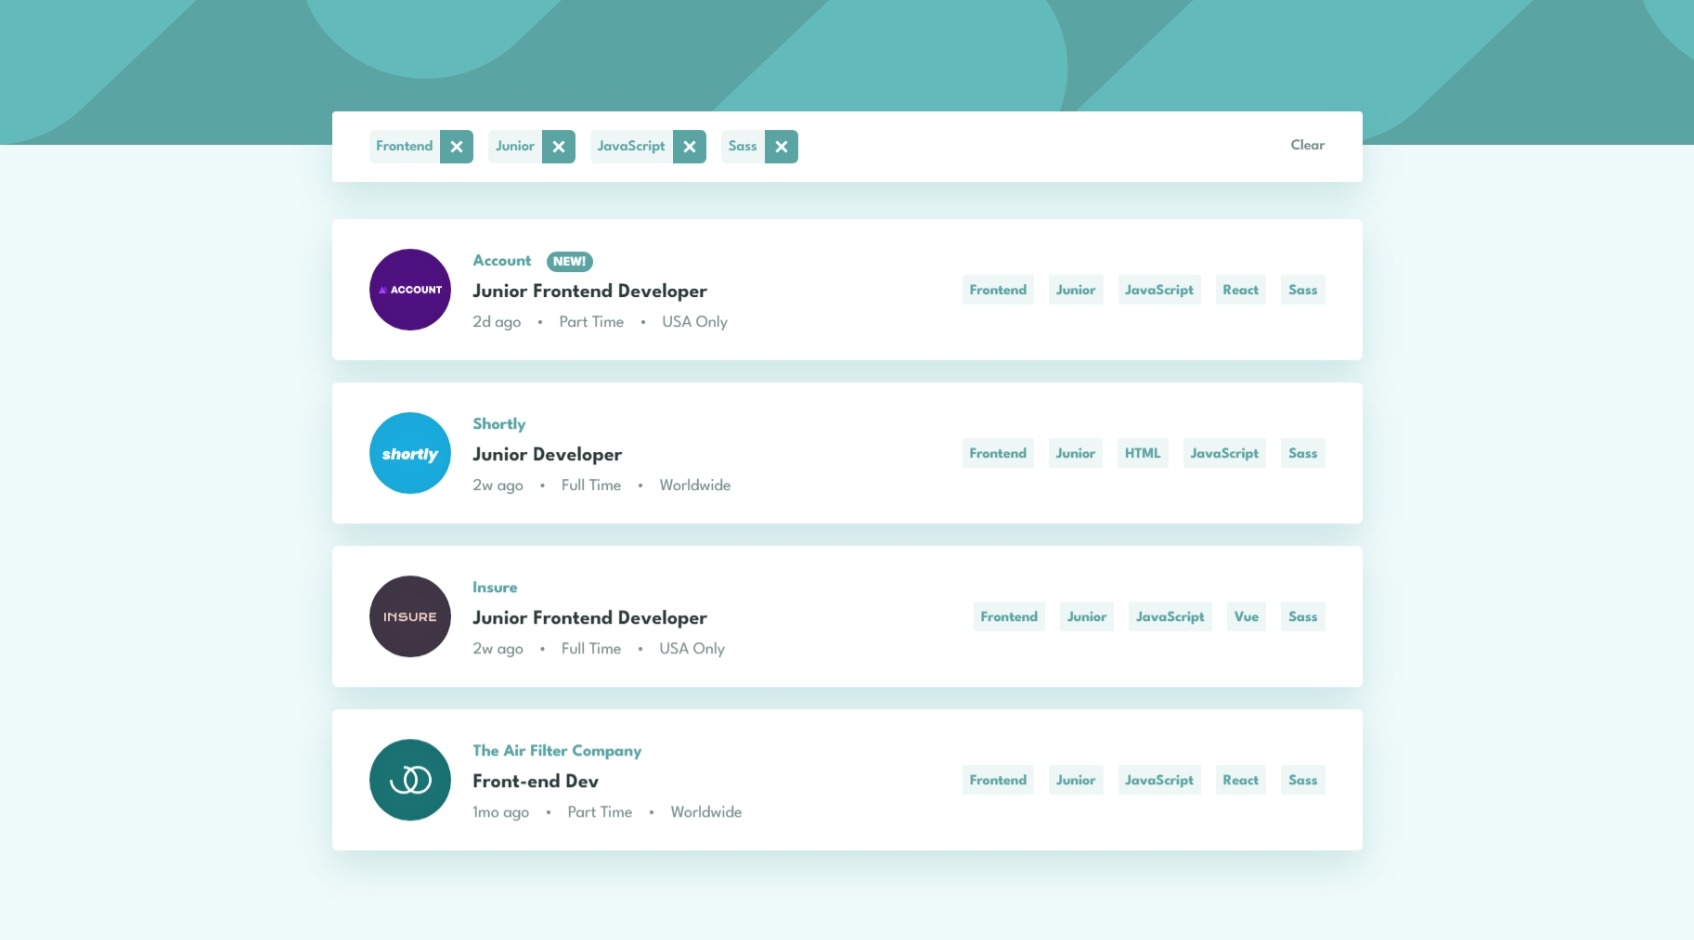 Frontend ✕ Junior ✕ JavaScript ✕ Sass ✕ Clear
ACCOUNT
Account NEW!
Junior Frontend Developer
2d ago • Part Time • USA Only
Frontend Junior JavaScript React Sass
shortly
Shortly
Junior Developer
2w ago • Full Time • Worldwide
Frontend Junior HTML JavaScript Sass
INSURE
Insure
Junior Frontend Developer
2w ago • Full Time • USA Only
Frontend Junior JavaScript Vue Sass
The Air Filter Company
Front-end Dev
1mo ago • Part Time • Worldwide
Frontend Junior JavaScript React Sass